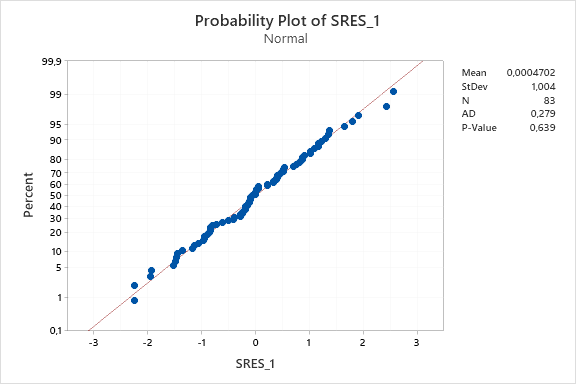 Probability Plot of SRES_1
Normal
Mean 0,0004702
StDev 1,004
N 83
AD 0,279
P-Value 0,639
Percent
99,9
99
95
90
80
70
60
50
40
30
20
10
5
1
0,1
-3 -2 -1 0 1 2 3
SRES_1